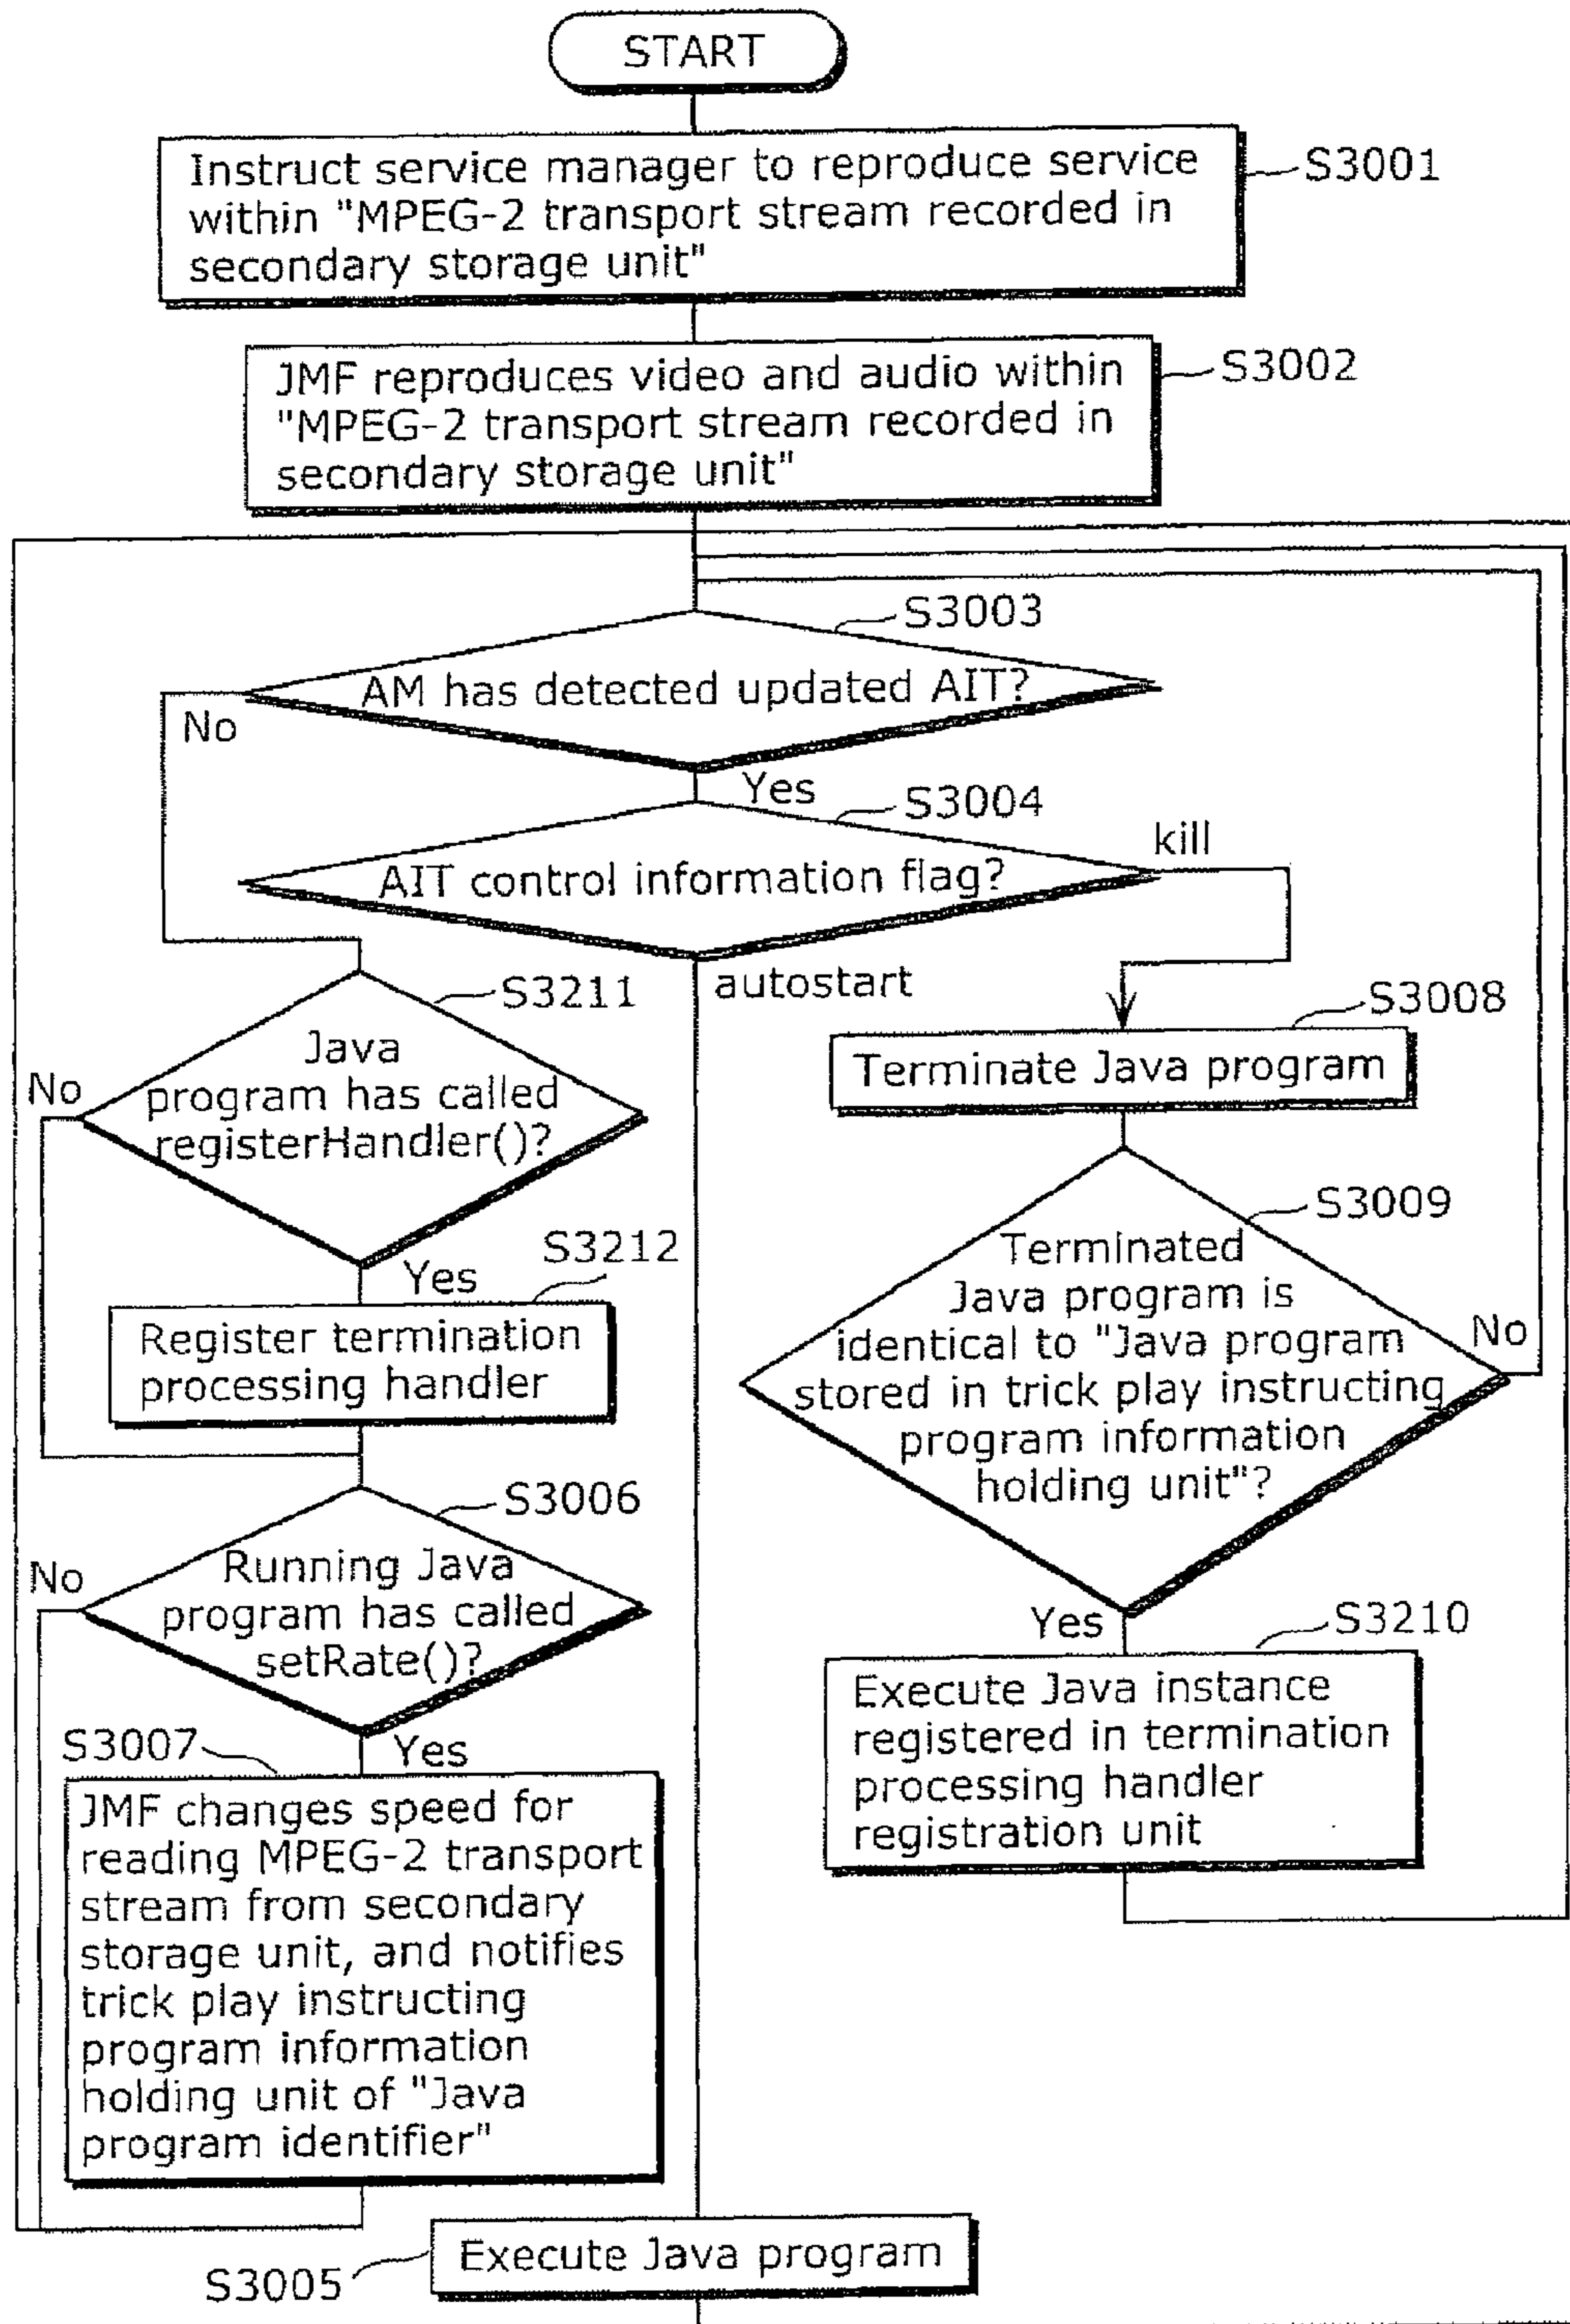 START
Instruct service manager to reproduce service
within "MPEG-2 transport stream recorded in
secondary storage unit"
S3001
JMF reproduces video and audio within
"MPEG-2 transport stream recorded in
secondary storage unit"
S3002
S3003
AM has detected updated AIT?
No
Yes
S3004
AIT control information flag?
kill
autostart
S3211
Java
program has called
registerHandler()?
No
Yes
S3212
Register termination
processing handler
S3006
Running Java
program has called
setRate()?
No
Yes
S3007
JMF changes speed for
reading MPEG-2 transport
stream from secondary
storage unit, and notifies
trick play instructing
program information
holding unit of "Java
program identifier"
S3008
Terminate Java program
S3009
Terminated
Java program is
identical to "Java program
stored in trick play instructing
program information
holding unit"?
No
Yes
S3210
Execute Java instance
registered in termination
processing handler
registration unit
S3005
Execute Java program